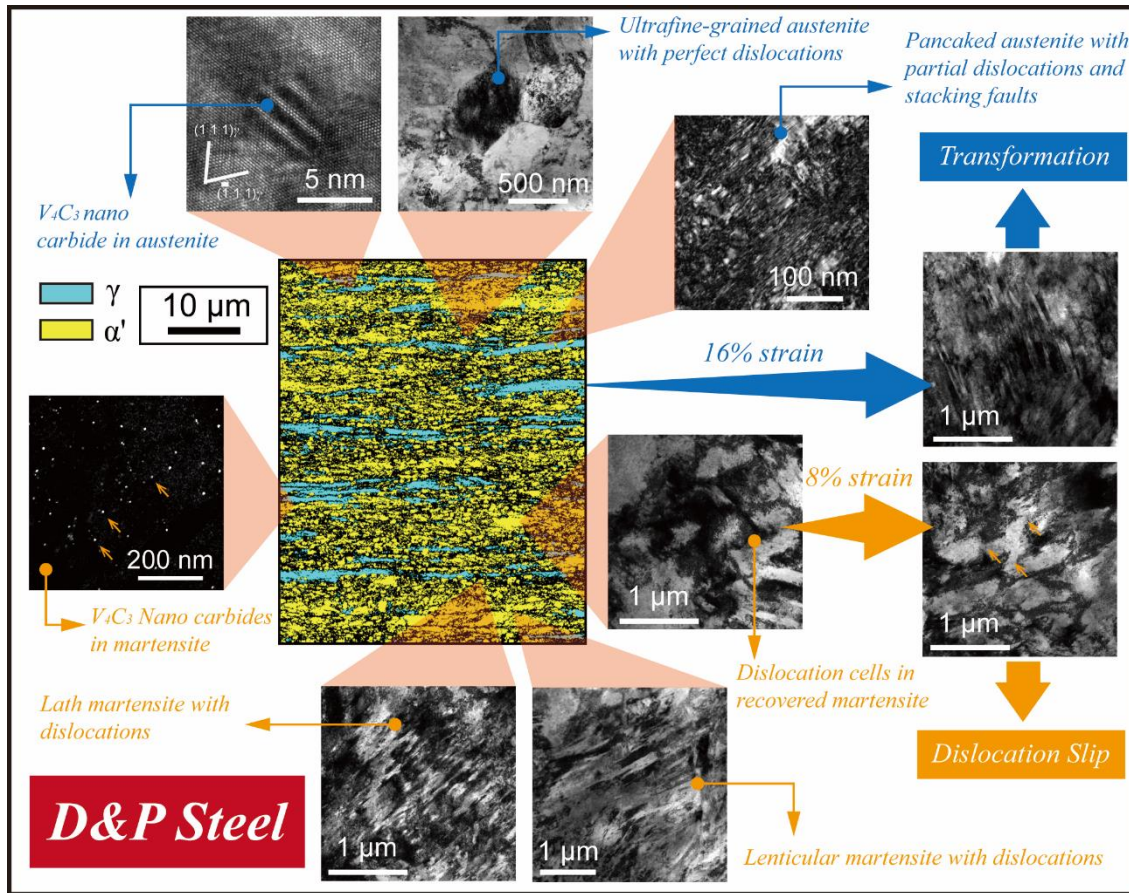 Ultrafine-grained austenite
with perfect dislocations
Pancaked austenite with
partial dislocations and
stacking faults
(1 1 1)γ
(1̄ 1 1)γ
5 nm
500 nm
Transformation
V₄C₃ nano
carbide in austenite
100 nm
γ
α'
10 μm
16% strain
1 μm
8% strain
200 nm
1 μm
1 μm
V₄C₃ Nano carbides
in martensite
Dislocation cells in
recovered martensite
Lath martensite with
dislocations
Dislocation Slip
D&P Steel
1 μm
1 μm
Lenticular martensite with dislocations